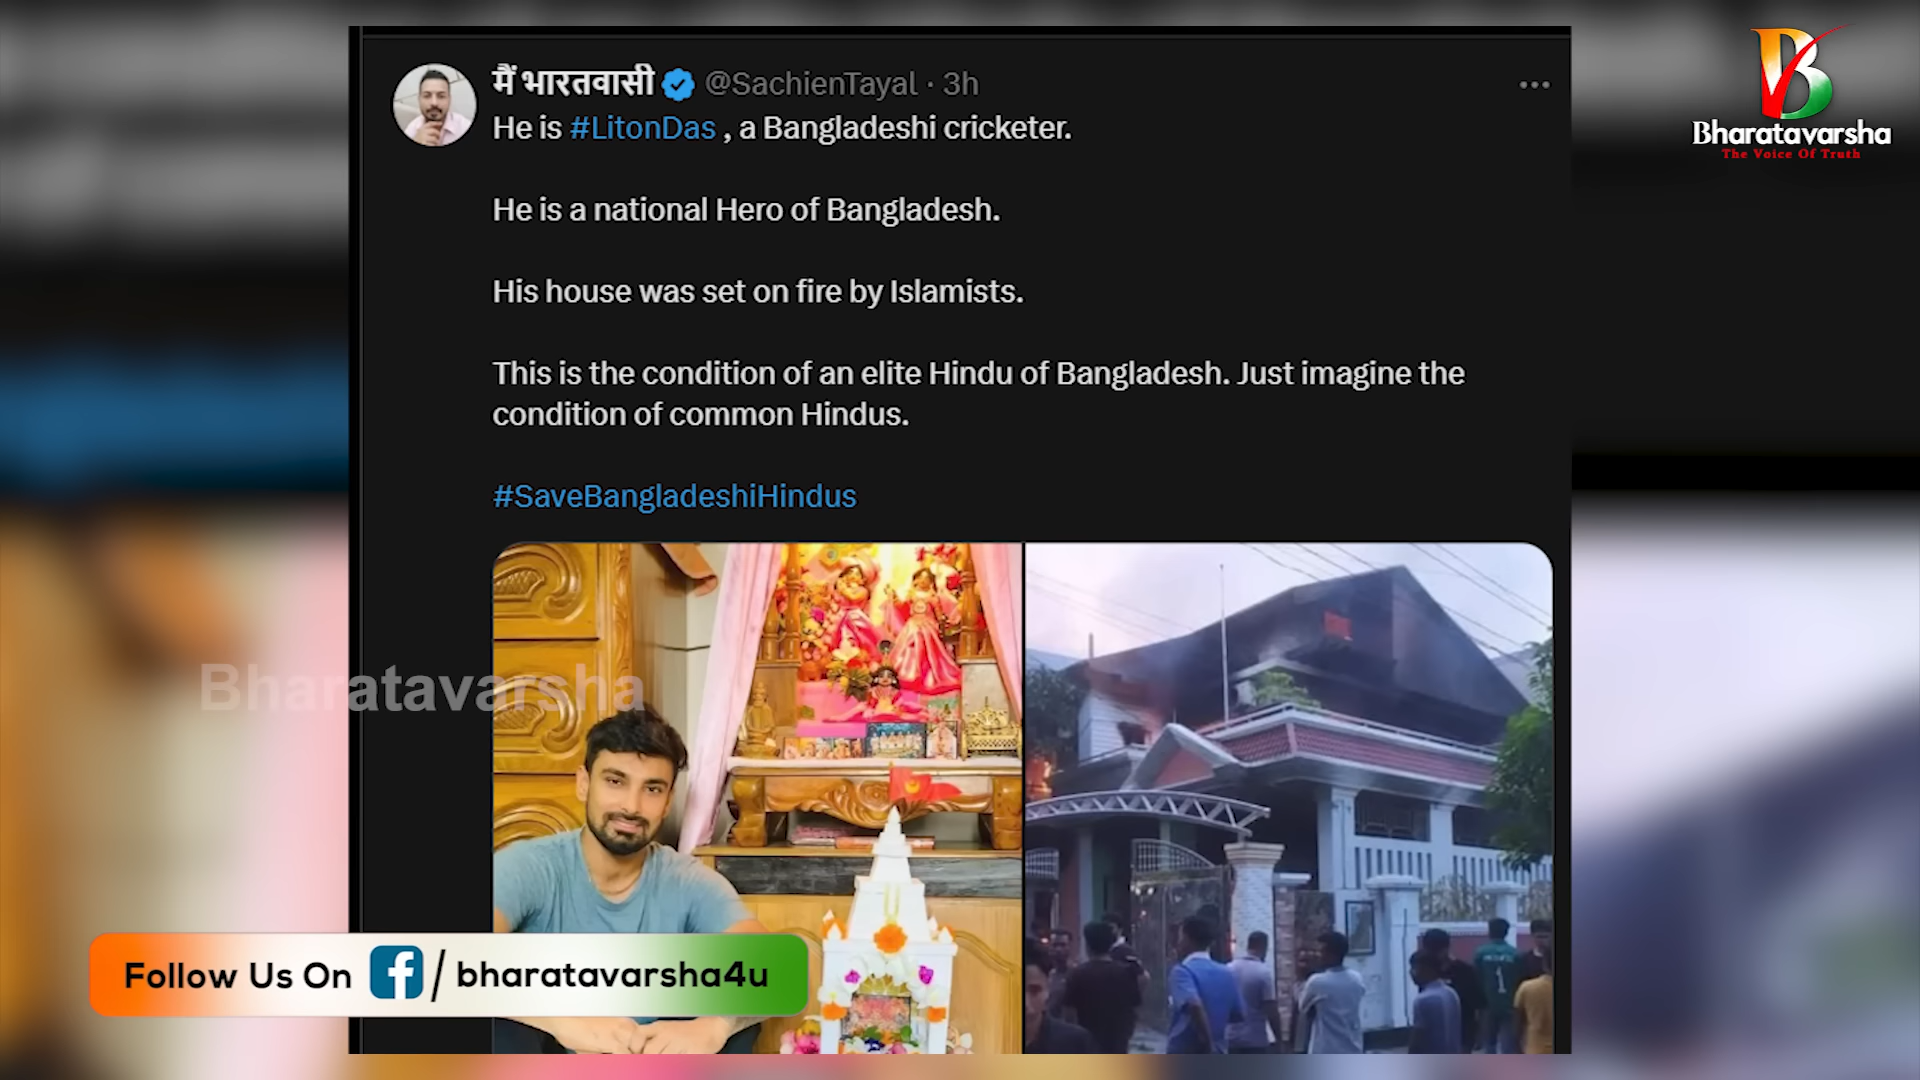 मैं भारतवासी @SachienTayal · 3h
He is #LitonDas , a Bangladeshi cricketer.
He is a national Hero of Bangladesh.
His house was set on fire by Islamists.
This is the condition of an elite Hindu of Bangladesh. Just imagine the
condition of common Hindus.
#SaveBangladeshiHindus
Bharatavarsha
The Voice Of Truth
Bharatavarsha
Follow Us On f/bharatavarsha4u